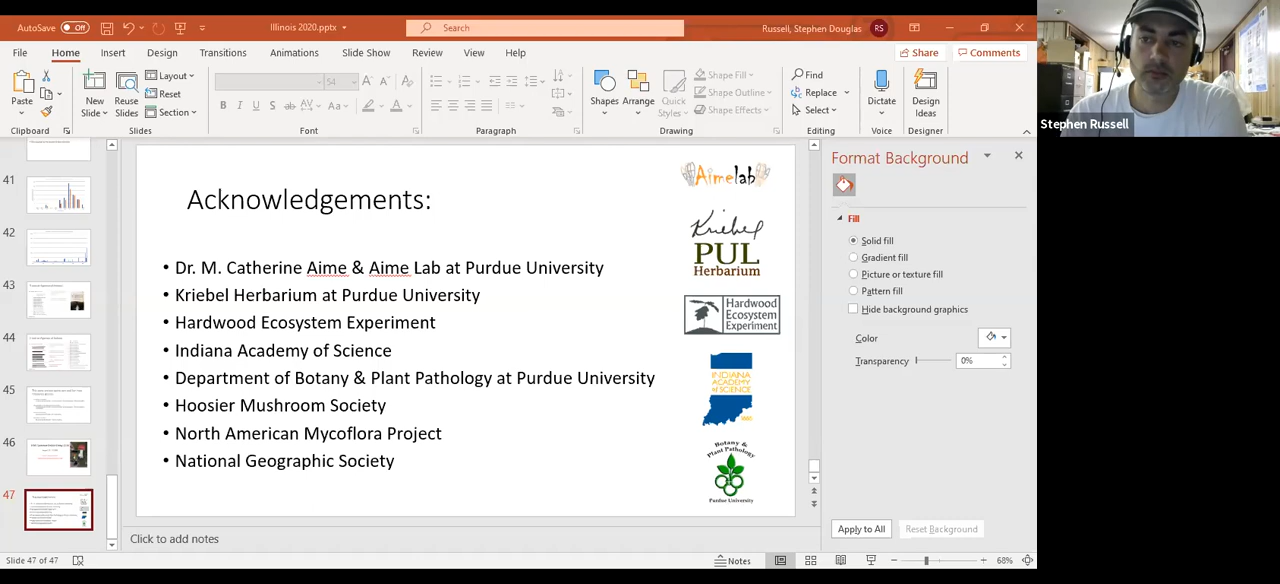 AutoSave Off
Illinois 2020.pptx
Search
Russell, Stephen Douglas RS
File Home Insert Design Transitions Animations Slide Show Review View Help
Share Comments
Paste
Clipboard
New Slide
Reuse Slides
Layout
Reset
Section
Slides
54
Font
Paragraph
Shapes
Arrange
Quick Styles
Shape Fill
Shape Outline
Shape Effects
Drawing
Find
Replace
Select
Editing
Dictate
Voice
Design Ideas
Designer
Stephen Russell
41
42
43
44
45
46
47
Acknowledgements:
• Dr. M. Catherine Aime & Aime Lab at Purdue University
• Kriebel Herbarium at Purdue University
• Hardwood Ecosystem Experiment
• Indiana Academy of Science
• Department of Botany & Plant Pathology at Purdue University
• Hoosier Mushroom Society
• North American Mycoflora Project
• National Geographic Society
Aimelab
Kriebel
PUL
Herbarium
Hardwood
Ecosystem
Experiment
INDIANA
ACADEMY
of SCIENCE
Botany &
Plant Pathology
Purdue University
Format Background
Fill
Solid fill
Gradient fill
Picture or texture fill
Pattern fill
Hide background graphics
Color
Transparency 0%
Apply to All Reset Background
Click to add notes
Slide 47 of 47
Notes
68%